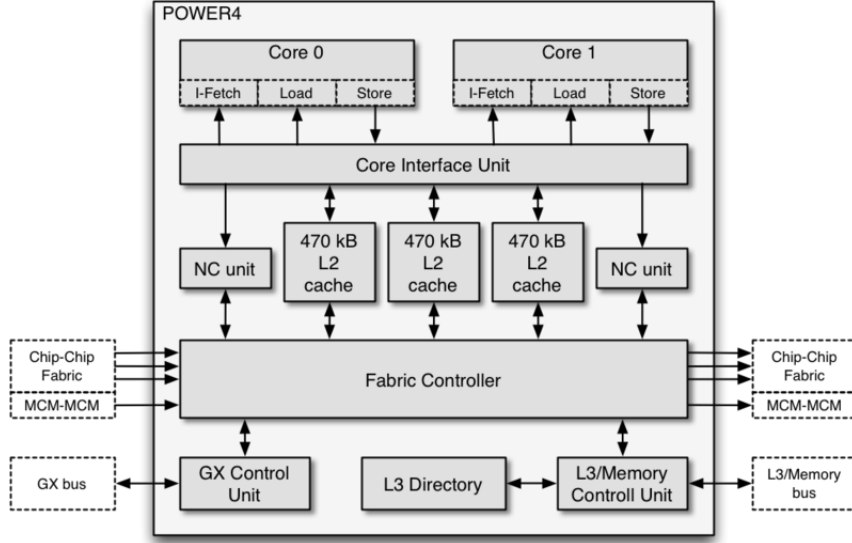 POWER4
Core 0
Core 1
I-Fetch
Load
Store
I-Fetch
Load
Store
Core Interface Unit
NC unit
470 kB
L2
cache
470 kB
L2
cache
470 kB
L2
cache
NC unit
Chip-Chip
Fabric
MCM-MCM
Fabric Controller
Chip-Chip
Fabric
MCM-MCM
GX bus
GX Control
Unit
L3 Directory
L3/Memory
Controll Unit
L3/Memory
bus